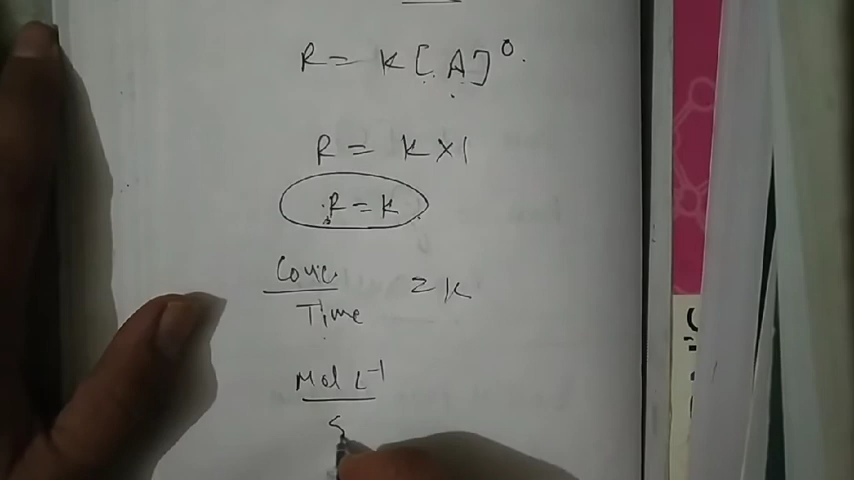 R = K[A]⁰.
R = K × 1
R = K
Conc / Time = K
Mol L⁻¹ / S